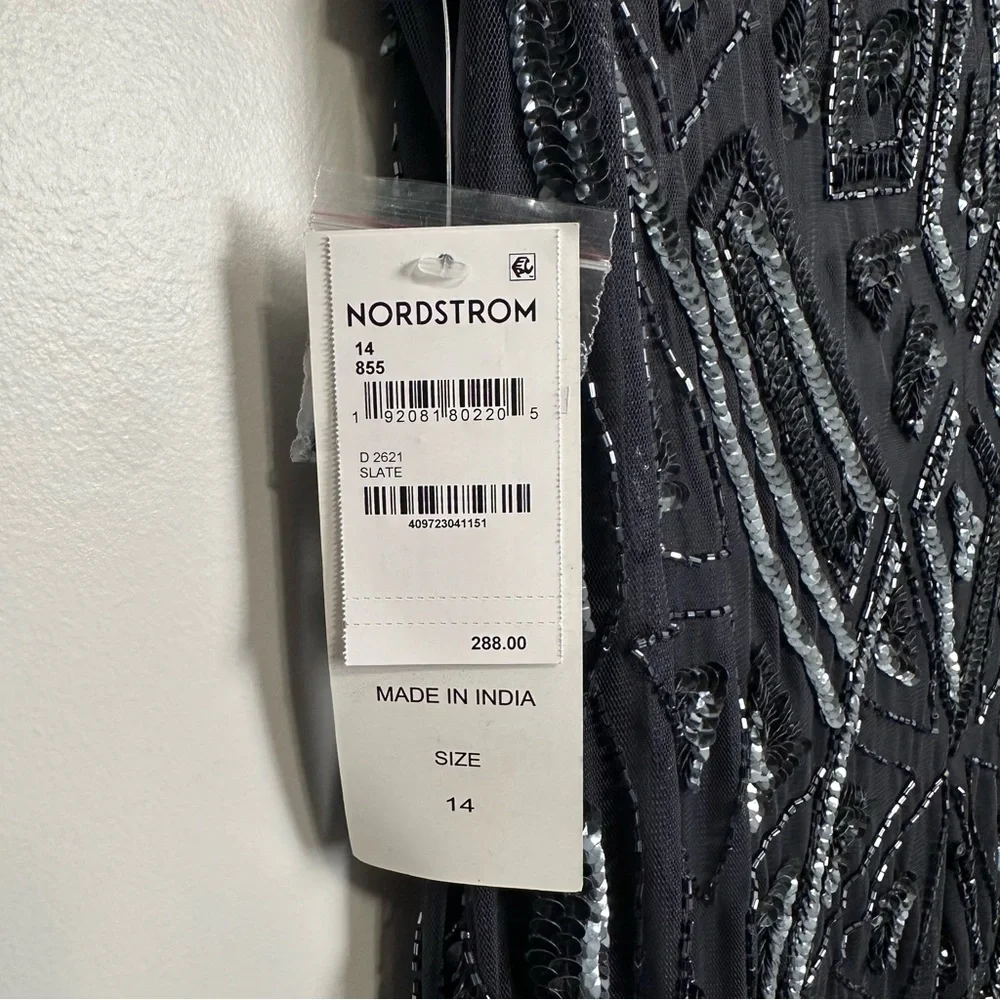 NORDSTROM
14
855
1 92081 80220 5
D 2621
SLATE
409723041151
288.00
MADE IN INDIA
SIZE
14